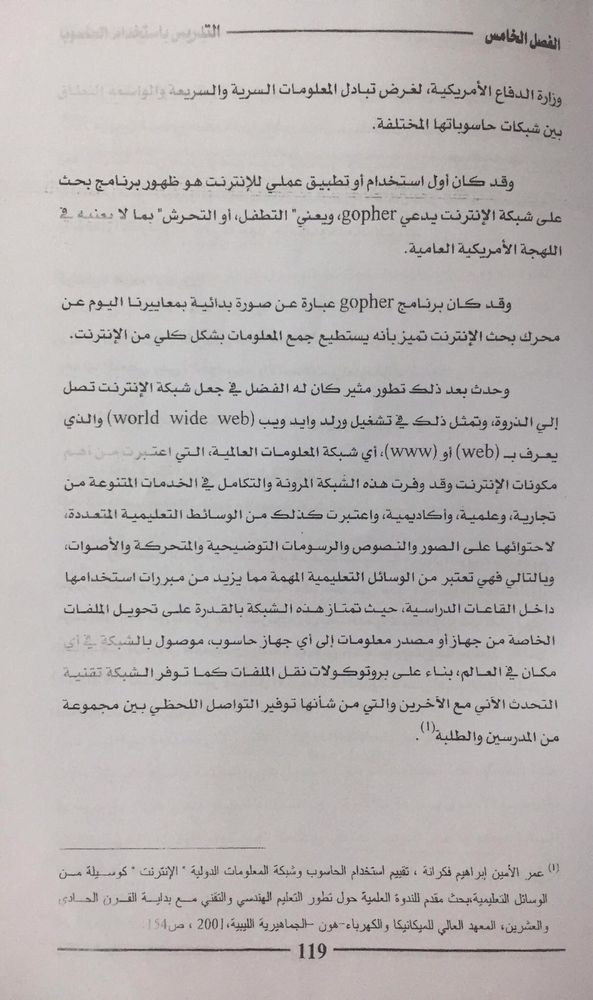 الفصل الخامس التدريس باستخدام الحاسوب
وزارة الدفاع الأمريكية، لغرض تبادل المعلومات السرية والسريعة والواسعة النطاق
بين شبكات حاسوباتها المختلفة.
وقد كان أول استخدام أو تطبيق عملي للإنترنت هو ظهور برنامج بحث
على شبكة الإنترنت يدعي gopher، ويعني" التطفل، أو التحرش" بما لا يعنيه في
اللهجة الأمريكية العامية.
وقد كان برنامج gopher عبارة عن صورة بدائية بمعاييرنا اليوم عن
محرك بحث الإنترنت تميز بأنه يستطيع جمع المعلومات بشكل كلي من الإنترنت.
وحدث بعد ذلك تطور مثير كان له الفضل في جعل شبكة الإنترنت تصل
إلي الذروة، وتمثل ذلك في تشغيل ورلد وايد ويب (world wide web) والذي
يعرف بـ (web) أو (www)، أي شبكة المعلومات العالمية، التي اعتبرت من أهم
مكونات الإنترنت وقد وفرت هذه الشبكة المرونة والتكامل في الخدمات المتنوعة من
تجارية، وعلمية، وأكاديمية، واعتبرت كذلك من الوسائط التعليمية المتعددة،
لاحتوائها على الصور والنصوص والرسومات التوضيحية والمتحركة والأصوات،
وبالتالي فهي تعتبر من الوسائل التعليمية المهمة مما يزيد من مبررات استخدامها
داخل القاعات الدراسية، حيث تمتاز هذه الشبكة بالقدرة على تحويل الملفات
الخاصة من جهاز أو مصدر معلومات إلى أي جهاز حاسوب، موصول بالشبكة في أي
مكان في العالم، بناء على بروتوكولات نقل الملفات كما توفر الشبكة تقنية
التحدث الآني مع الآخرين والتي من شأنها توفير التواصل اللحظي بين مجموعة
من المدرسين والطلبة(1).
(1) عمر الأمين إبراهيم فكرانة ، تقييم استخدام الحاسوب وشبكة المعلومات الدولية " الإنترنت " كوسيلة من
الوسائل التعليمية،بحث مقدم للندوة العلمية حول تطور التعليم الهندسي والتقني مع بداية القرن الحادي
والعشرين، المعهد العالي للميكانيكا والكهرباء-هون -الجماهيرية الليبية، 2001 ، ص154.
119